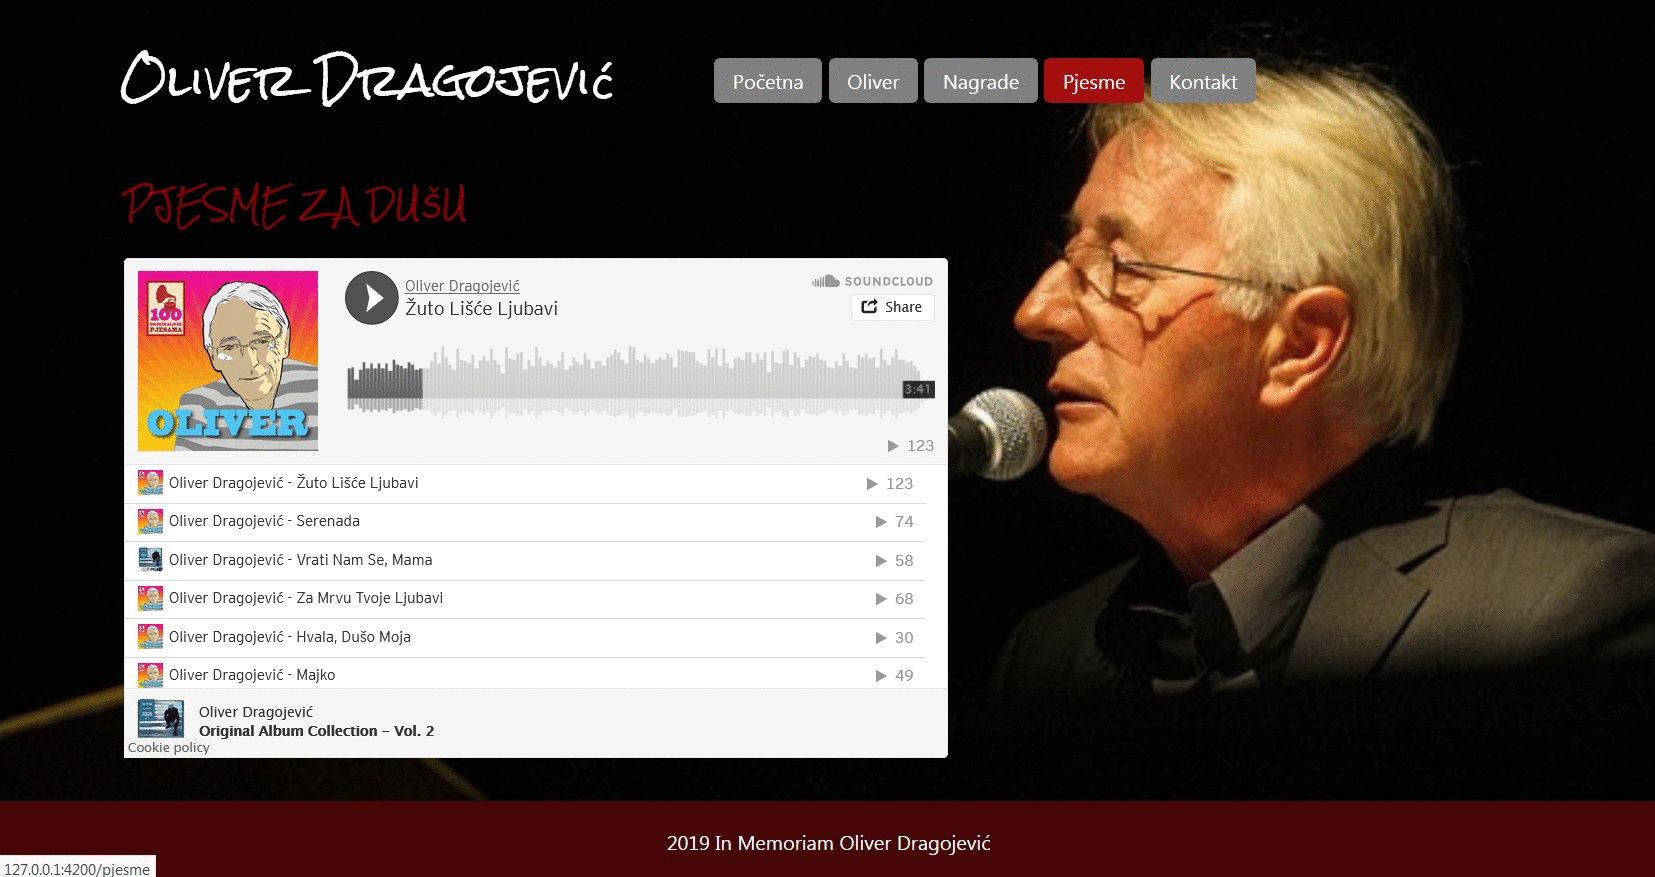 Oliver Dragojević
Početna Oliver Nagrade Pjesme Kontakt
PJESME ZA DUŠU
100
ORIGINALNIH
PJESAMA
OLIVER
Oliver Dragojević
Žuto Lišće Ljubavi
SOUNDCLOUD
Share
3:41
123
Oliver Dragojević - Žuto Lišće Ljubavi 123
Oliver Dragojević - Serenada 74
Oliver Dragojević - Vrati Nam Se, Mama 58
Oliver Dragojević - Za Mrvu Tvoje Ljubavi 68
Oliver Dragojević - Hvala, Dušo Moja 30
Oliver Dragojević - Majko 49
Oliver Dragojević
Original Album Collection – Vol. 2
Cookie policy
2019 In Memoriam Oliver Dragojević
127.0.0.1:4200/pjesme